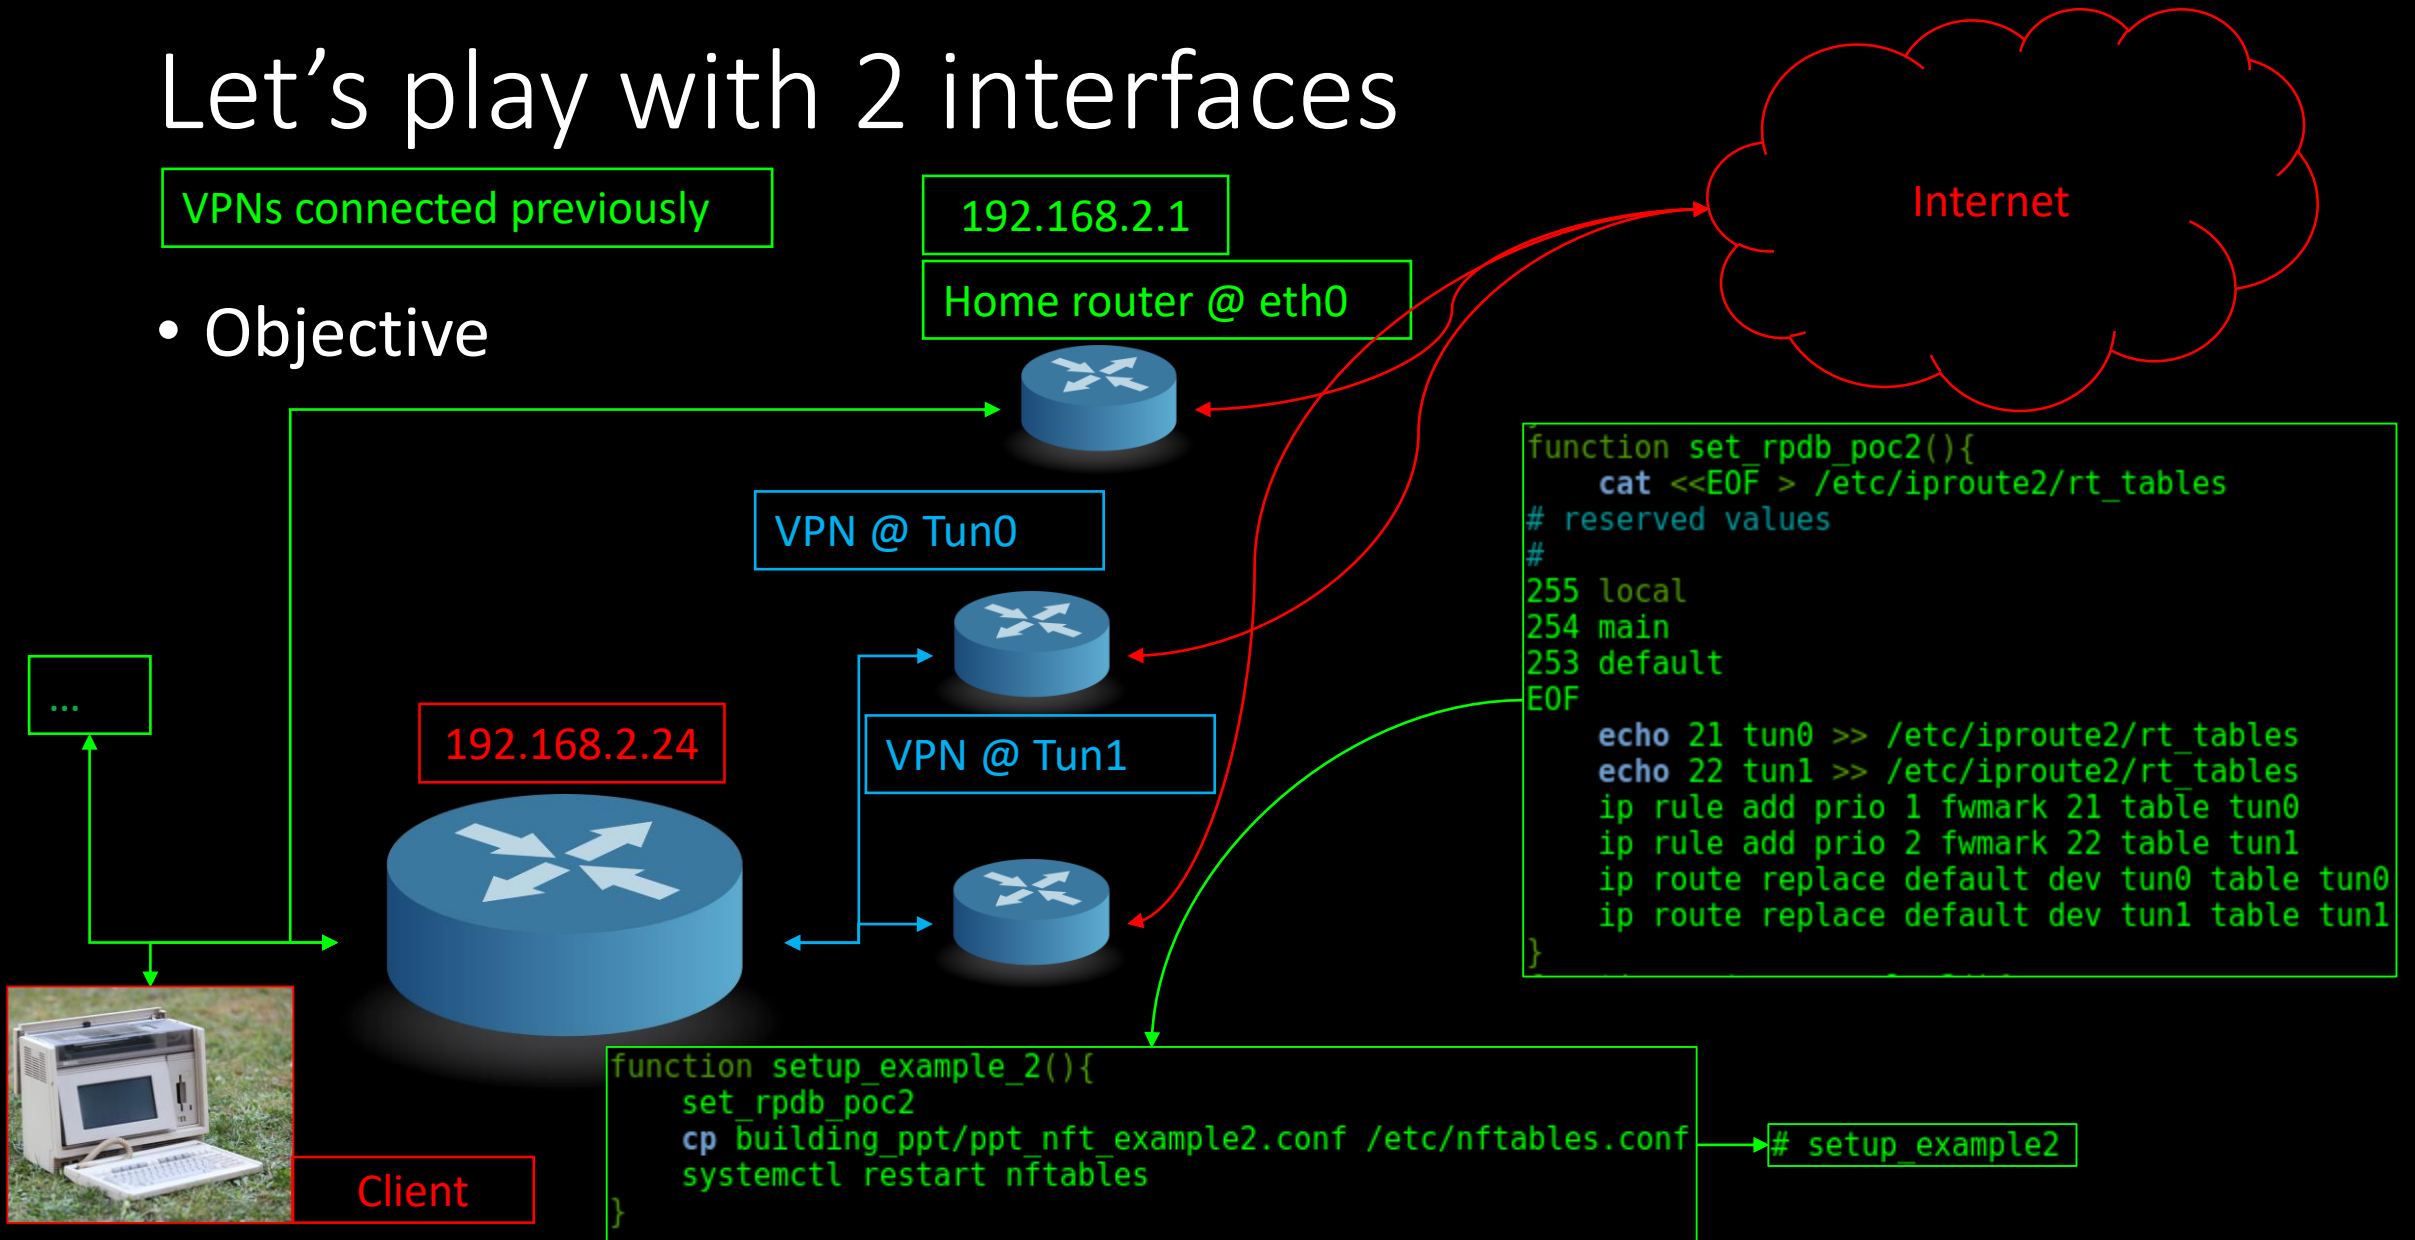 Let’s play with 2 interfaces
VPNs connected previously
192.168.2.1
Home router @ eth0
Internet
• Objective
VPN @ Tun0
...
192.168.2.24
VPN @ Tun1
Client
function set_rpdb_poc2(){
    cat <<EOF > /etc/iproute2/rt_tables
# reserved values
#
255 local
254 main
253 default
EOF
    echo 21 tun0 >> /etc/iproute2/rt_tables
    echo 22 tun1 >> /etc/iproute2/rt_tables
    ip rule add prio 1 fwmark 21 table tun0
    ip rule add prio 2 fwmark 22 table tun1
    ip route replace default dev tun0 table tun0
    ip route replace default dev tun1 table tun1
}
function setup_example_2(){
    set_rpdb_poc2
    cp building_ppt/ppt_nft_example2.conf /etc/nftables.conf
    systemctl restart nftables
}
# setup_example2